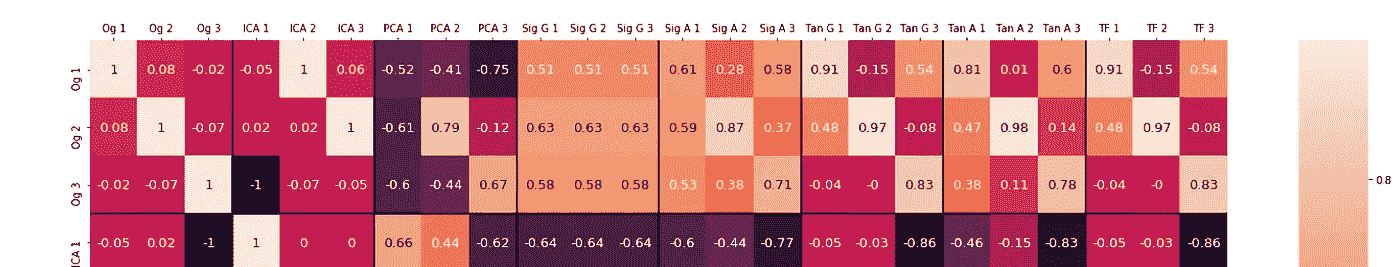 Og 1 Og 2 Og 3 ICA 1 ICA 2 ICA 3 PCA 1 PCA 2 PCA 3 Sig G 1 Sig G 2 Sig G 3 Sig A 1 Sig A 2 Sig A 3 Tan G 1 Tan G 2 Tan G 3 Tan A 1 Tan A 2 Tan A 3 TF 1 TF 2 TF 3
Og 1 1 0.08 -0.02 -0.05 1 0.06 -0.52 -0.41 -0.75 0.51 0.51 0.51 0.61 0.28 0.58 0.91 -0.15 0.54 0.81 0.01 0.6 0.91 -0.15 0.54
Og 2 0.08 1 -0.07 0.02 0.02 1 -0.61 0.79 -0.12 0.63 0.63 0.63 0.59 0.87 0.37 0.48 0.97 -0.08 0.47 0.98 0.14 0.48 0.97 -0.08
Og 3 -0.02 -0.07 1 -1 -0.07 -0.05 -0.6 -0.44 0.67 0.58 0.58 0.58 0.53 0.38 0.71 -0.04 -0 0.83 0.38 0.11 0.78 -0.04 -0 0.83
0.8
ICA 1 -0.05 0.02 -1 1 0 0 0.66 0.44 -0.62 -0.64 -0.64 -0.64 -0.6 -0.44 -0.77 -0.05 -0.03 -0.86 -0.46 -0.15 -0.83 -0.05 -0.03 -0.86